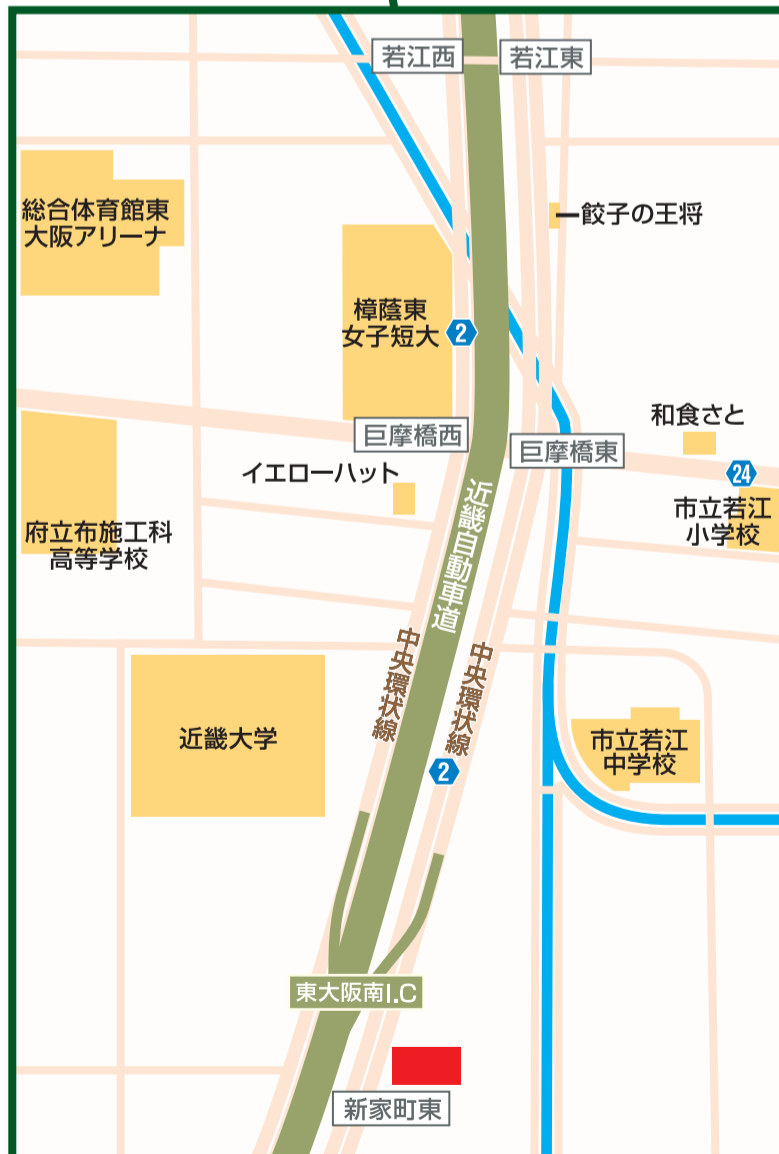 若江西
若江東
総合体育館東
大阪アリーナ
餃子の王将
樟蔭東
女子短大
2
和食さと
巨摩橋西
巨摩橋東
イエローハット
24
市立若江
小学校
府立布施工科
高等学校
近畿自動車道
中央環状線
中央環状線
近畿大学
市立若江
中学校
2
東大阪南I.C
新家町東